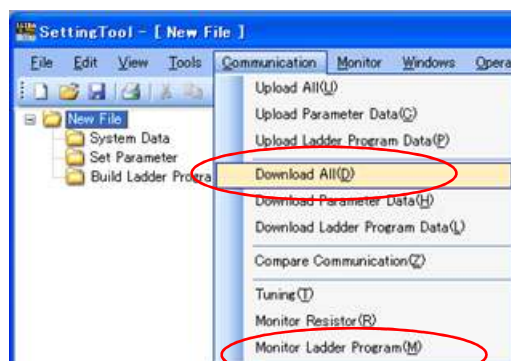 SettingTool - [ New File ]
File Edit View Tools Communication Monitor Windows Opera
New File
System Data
Set Parameter
Build Ladder Progra
Upload All(U)
Upload Parameter Data(C)
Upload Ladder Program Data(P)
Download All(D)
Download Parameter Data(H)
Download Ladder Program Data(L)
Compare Communication(Z)
Tuning(T)
Monitor Resistor(R)
Monitor Ladder Program(M)